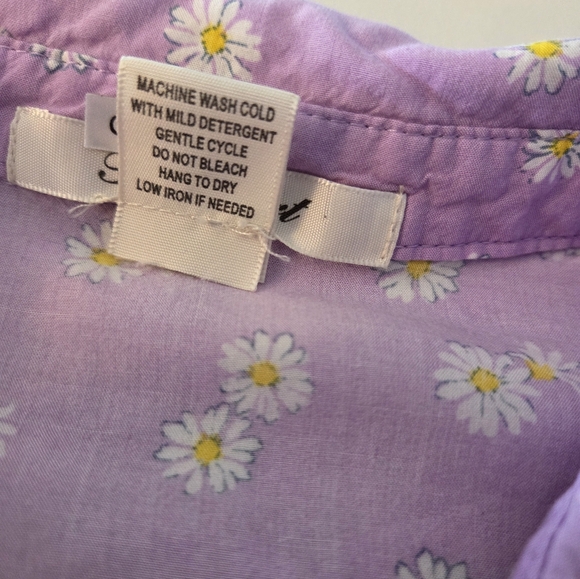 MACHINE WASH COLD
WITH MILD DETERGENT
GENTLE CYCLE
DO NOT BLEACH
HANG TO DRY
LOW IRON IF NEEDED